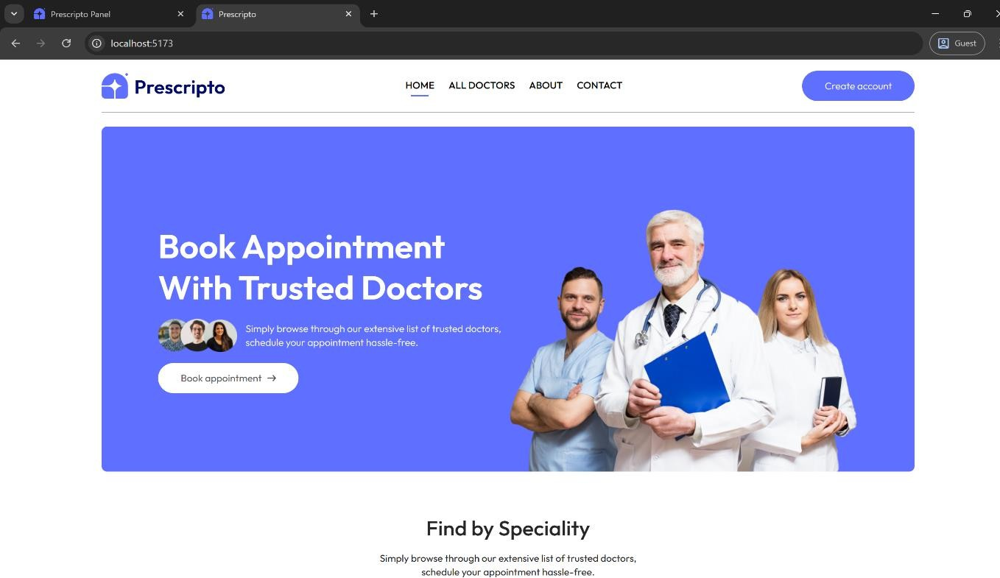 Prescripto Panel
Prescripto
localhost:5173
Guest
Prescripto
HOME
ALL DOCTORS
ABOUT
CONTACT
Create account
Book Appointment
With Trusted Doctors
Simply browse through our extensive list of trusted doctors,
schedule your appointment hassle-free.
Book appointment →
Find by Speciality
Simply browse through our extensive list of trusted doctors,
schedule your appointment hassle-free.